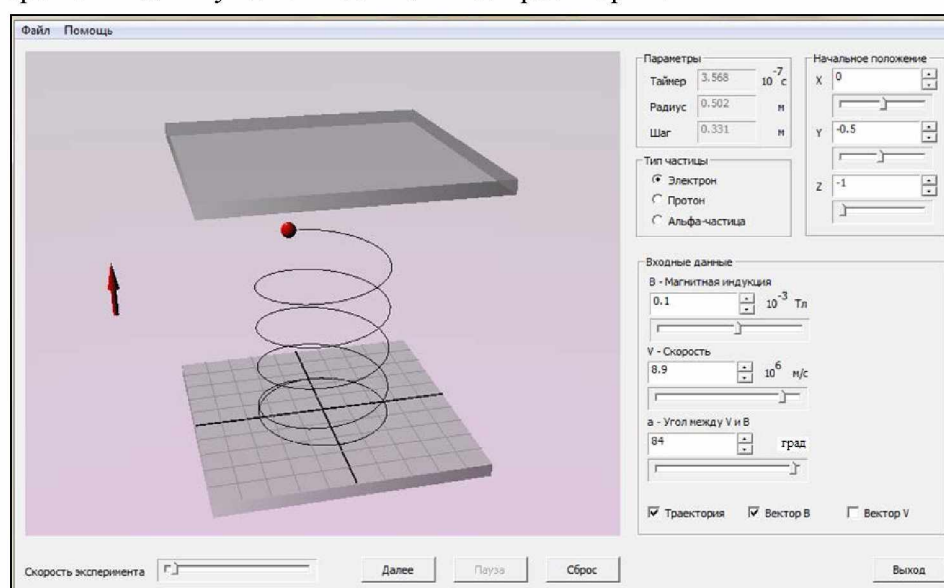 Файл Помощь
Параметры
Таймер 3.568 10 -7 с
Радиус 0.502 м
Шаг 0.331 м
Тип частицы
Электрон
Протон
Альфа-частица
Начальное положение
X 0
Y -0.5
Z -1
Входные данные
B - Магнитная индукция
0.1 10 -3 Тл
V - Скорость
8.9 10 6 м/с
a - Угол между V и B
84 град
Траектория Вектор B Вектор V
Скорость эксперимента Далее Пауза Сброс Выход